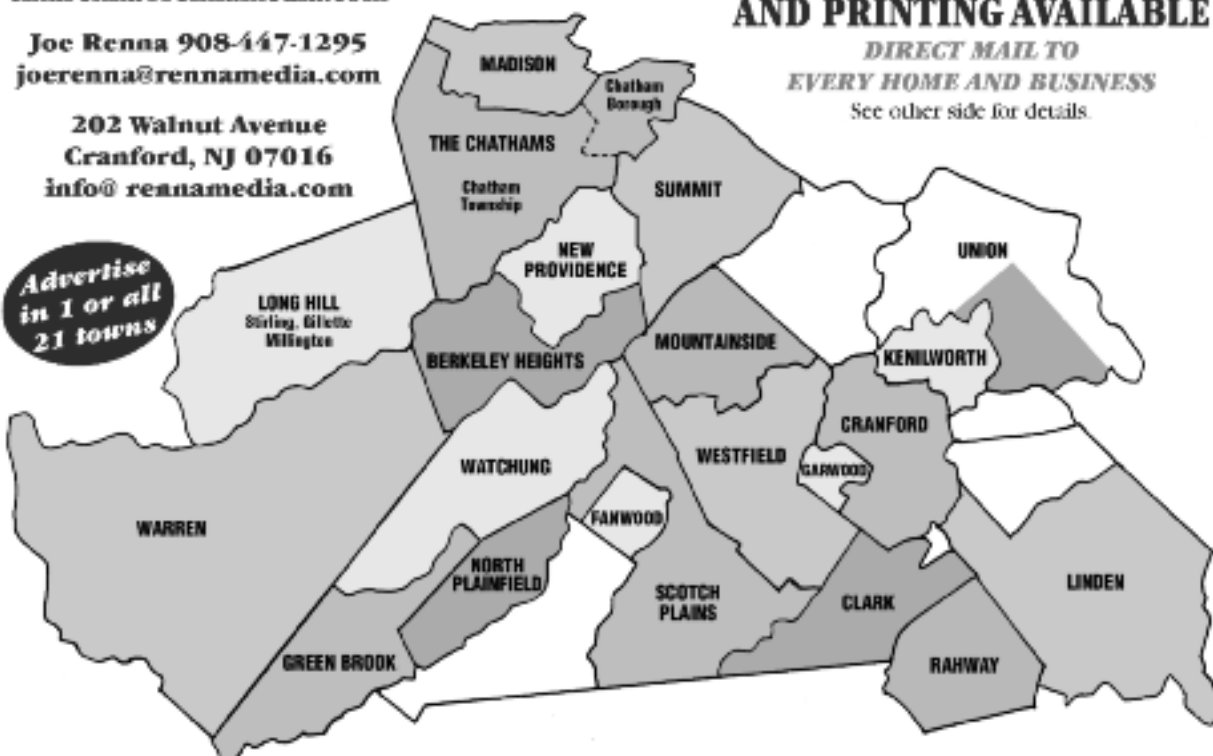 Joe Renna 908-447-1295
joerenna@rennamedia.com
202 Walnut Avenue
Cranford, NJ 07016
info@ rennamedia.com
AND PRINTING AVAILABLE
DIRECT MAIL TO
EVERY HOME AND BUSINESS
See other side for details.
Advertise
in 1 or all
21 towns
MADISON
Chatham
Borough
THE CHATHAMS
Chatham
Township
SUMMIT
NEW
PROVIDENCE
UNION
LONG HILL
Stirling, Gillette
Millington
BERKELEY HEIGHTS
MOUNTAINSIDE
KENILWORTH
CRANFORD
WESTFIELD
GARWOOD
WATCHUNG
FANWOOD
WARREN
NORTH
PLAINFIELD
SCOTCH
PLAINS
CLARK
LINDEN
GREEN BROOK
RAHWAY